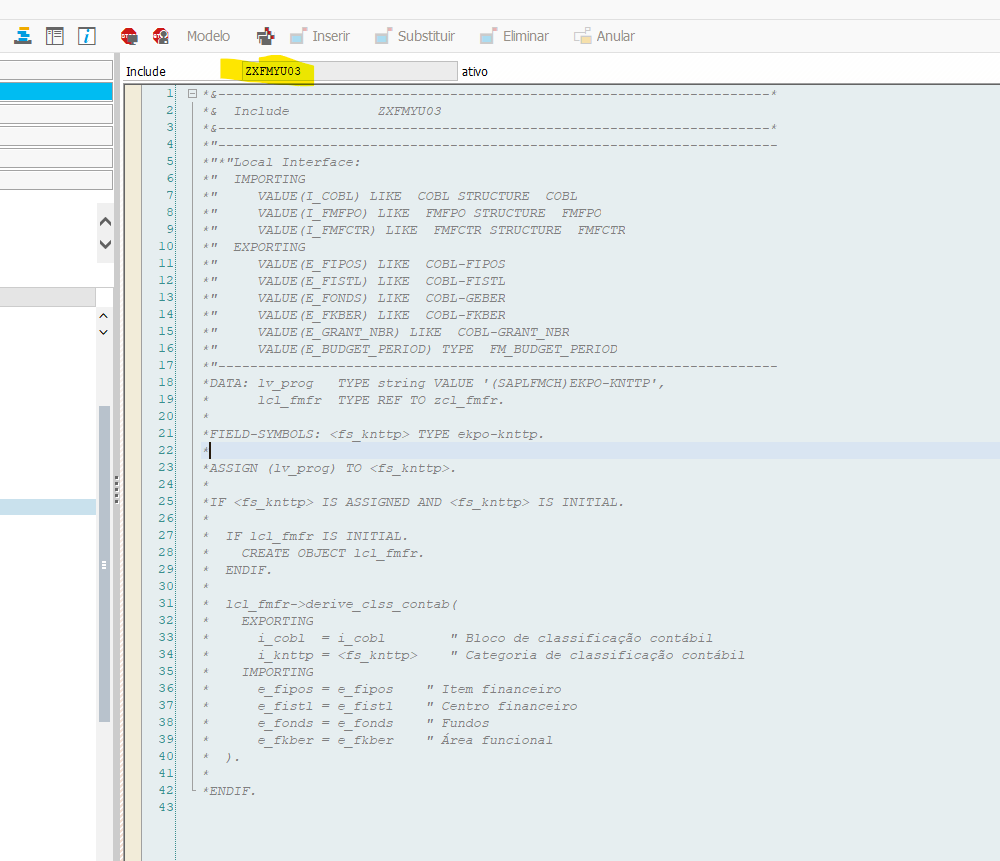 Modelo Inserir Substituir Eliminar Anular
Include ZXFMYU03 ativo
1 *&---------------------------------------------------------------------*
2 *&  Include           ZXFMYU03
3 *&---------------------------------------------------------------------*
4 *"----------------------------------------------------------------------
5 *"*"Local Interface:
6 *"  IMPORTING
7 *"     VALUE(I_COBL) LIKE  COBL STRUCTURE  COBL
8 *"     VALUE(I_FMFPO) LIKE  FMFPO STRUCTURE  FMFPO
9 *"     VALUE(I_FMFCTR) LIKE  FMFCTR STRUCTURE  FMFCTR
10 *"  EXPORTING
11 *"     VALUE(E_FIPOS) LIKE  COBL-FIPOS
12 *"     VALUE(E_FISTL) LIKE  COBL-FISTL
13 *"     VALUE(E_FONDS) LIKE  COBL-GEBER
14 *"     VALUE(E_FKBER) LIKE  COBL-FKBER
15 *"     VALUE(E_GRANT_NBR) LIKE  COBL-GRANT_NBR
16 *"     VALUE(E_BUDGET_PERIOD) TYPE  FM_BUDGET_PERIOD
17 *"----------------------------------------------------------------------
18 *DATA: lv_prog   TYPE string VALUE '(SAPLFMCH)EKPO-KNTTP',
19 *      lcl_fmfr  TYPE REF TO zcl_fmfr.
20 *
21 *FIELD-SYMBOLS: <fs_knttp> TYPE ekpo-knttp.
22 *
23 *ASSIGN (lv_prog) TO <fs_knttp>.
24 *
25 *IF <fs_knttp> IS ASSIGNED AND <fs_knttp> IS INITIAL.
26 *
27 *  IF lcl_fmfr IS INITIAL.
28 *    CREATE OBJECT lcl_fmfr.
29 *  ENDIF.
30 *
31 *  lcl_fmfr->derive_clss_contab(
32 *    EXPORTING
33 *      i_cobl  = i_cobl        " Bloco de classificação contábil
34 *      i_knttp = <fs_knttp>    " Categoria de classificação contábil
35 *    IMPORTING
36 *      e_fipos = e_fipos    " Item financeiro
37 *      e_fistl = e_fistl    " Centro financeiro
38 *      e_fonds = e_fonds    " Fundos
39 *      e_fkber = e_fkber    " Área funcional
40 *  ).
41 *
42 *ENDIF.
43